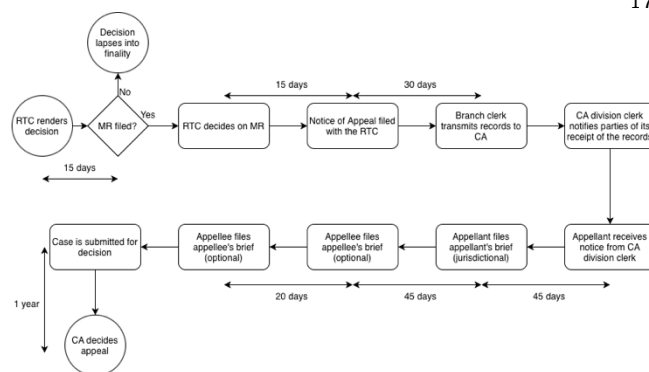 17
Decision
lapses into
finality
No
Yes
15 days
30 days
RTC renders
decision
MR filed?
RTC decides on MR
Notice of Appeal filed
with the RTC
Branch clerk
transmits records to
CA
CA division clerk
notifies parties of its
receipt of the records
15 days
Case is submitted for
decision
Appellee files
appellee's brief
(optional)
Appellee files
appellee's brief
(optional)
Appellant files
appellant's brief
(jurisdictional)
Appellant receives
notice from CA
division clerk
20 days
45 days
45 days
1 year
CA decides
appeal